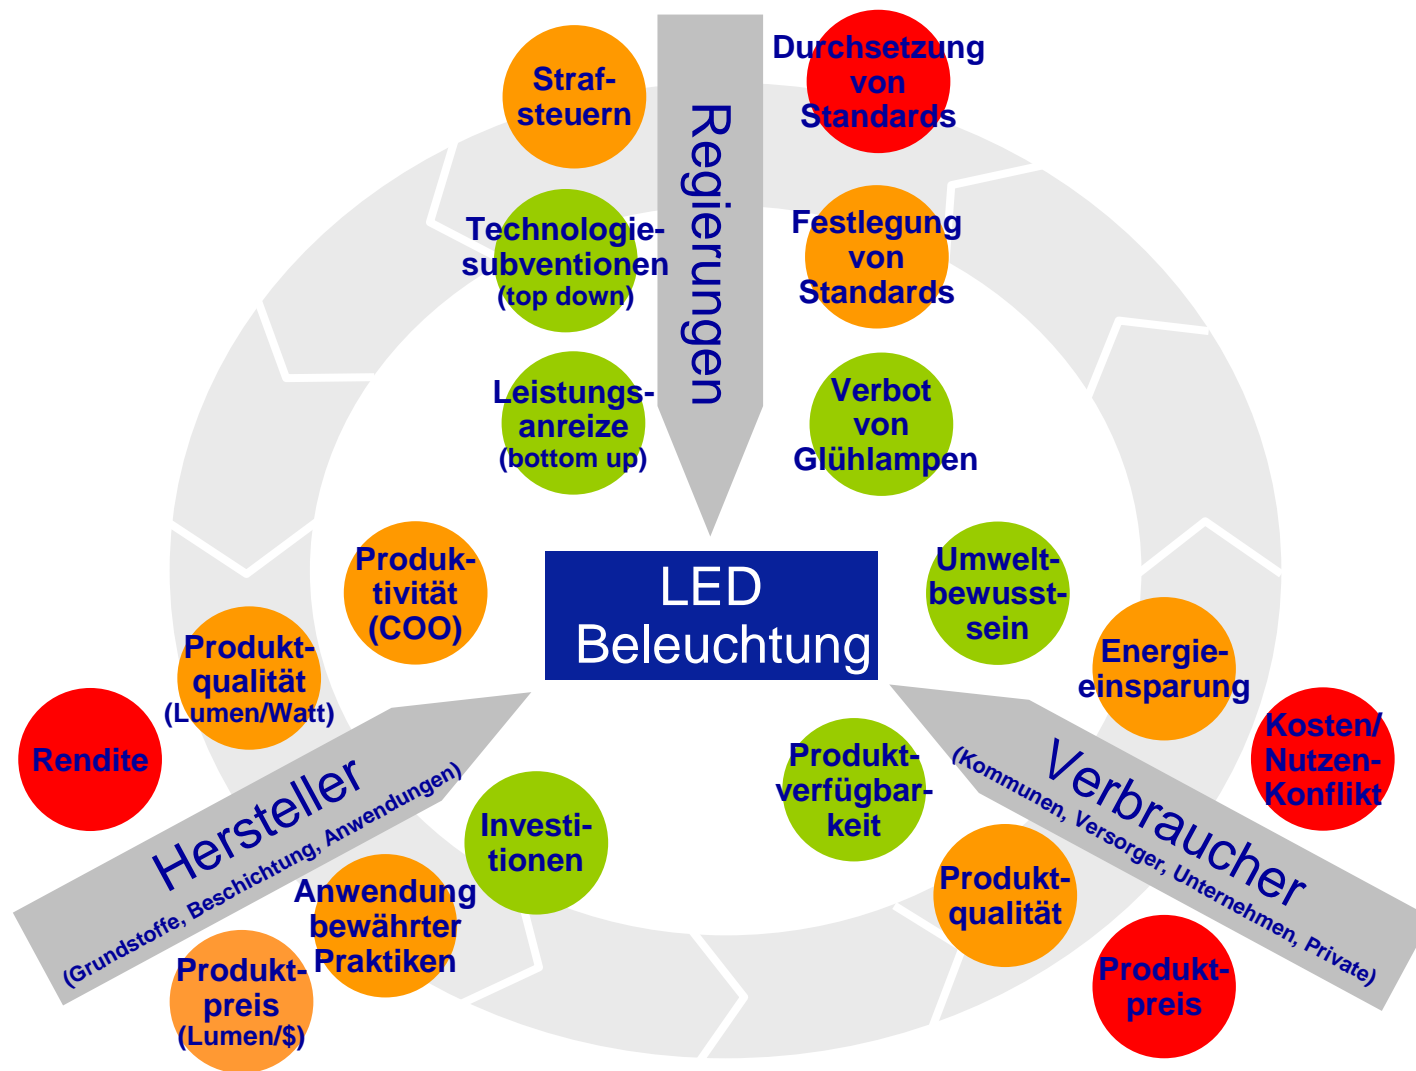 Straf-
steuern
Durchsetzung
von
Standards
Regierungen
Technologie-
subventionen
(top down)
Festlegung
von
Standards
Leistungs-
anreize
(bottom up)
Verbot
von
Glühlampen
Produk-
tivität
(COO)
LED
Beleuchtung
Umwelt-
bewusst-
sein
Produkt-
qualität
(Lumen/Watt)
Energie-
einsparung
Rendite
Kosten/
Nutzen-
Konflikt
Hersteller
(Grundstoffe, Beschichtung, Anwendungen)
Verbraucher
(Kommunen, Versorger, Unternehmen, Private)
Investi-
tionen
Produkt-
verfügbar-
keit
Anwendung
bewährter
Praktiken
Produkt-
qualität
Produkt-
preis
(Lumen/$)
Produkt-
preis